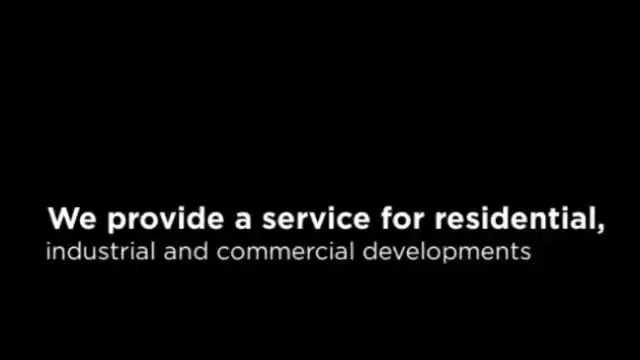 We provide a service for residential,
industrial and commercial developments